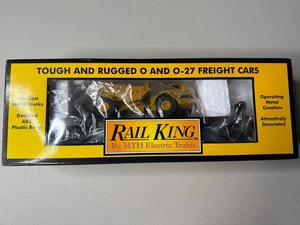 TOUGH AND RUGGED O AND O-27 FREIGHT CARS
Die-Cast
Metal Trucks
Detailed
ABS
Plastic Body
Operating
Metal
Couplers
Attractively
Decorated
RAIL KING
By MTH Electric Trains